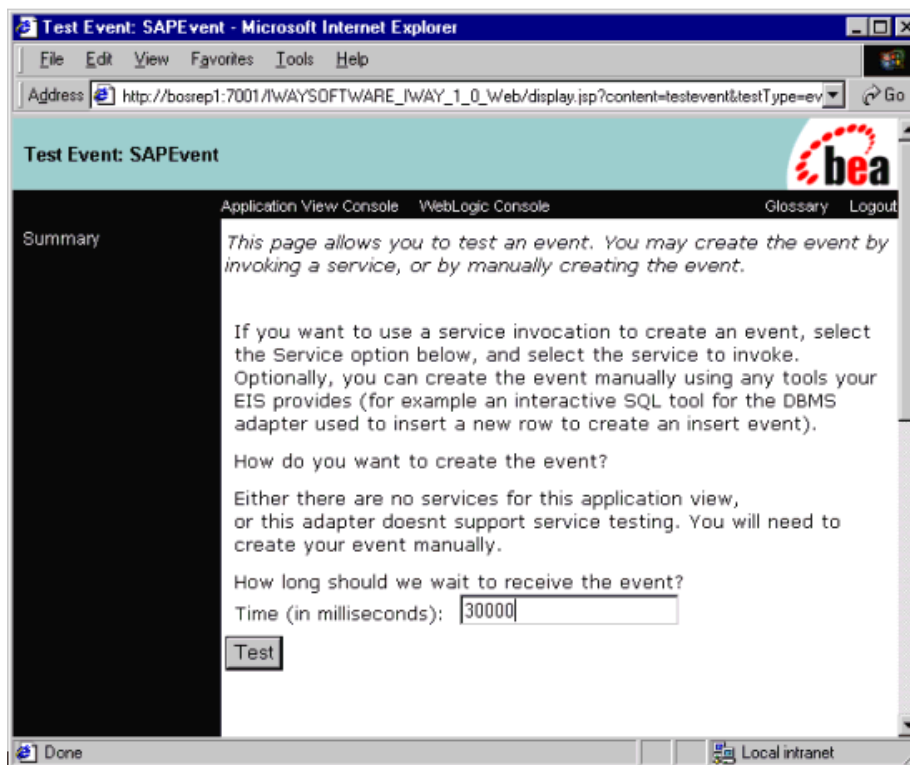 Test Event: SAPEvent - Microsoft Internet Explorer
File Edit View Favorites Tools Help
Address http://bosrep1:7001/IWAYSOFTWARE_IWAY_1_0_Web/display.jsp?content=testevent&testType=ev Go
Test Event: SAPEvent
bea
Application View Console WebLogic Console Glossary Logout
Summary
This page allows you to test an event. You may create the event by
invoking a service, or by manually creating the event.
If you want to use a service invocation to create an event, select
the Service option below, and select the service to invoke.
Optionally, you can create the event manually using any tools your
EIS provides (for example an interactive SQL tool for the DBMS
adapter used to insert a new row to create an insert event).
How do you want to create the event?
Either there are no services for this application view,
or this adapter doesnt support service testing. You will need to
create your event manually.
How long should we wait to receive the event?
Time (in milliseconds): 30000
Test
Done Local intranet